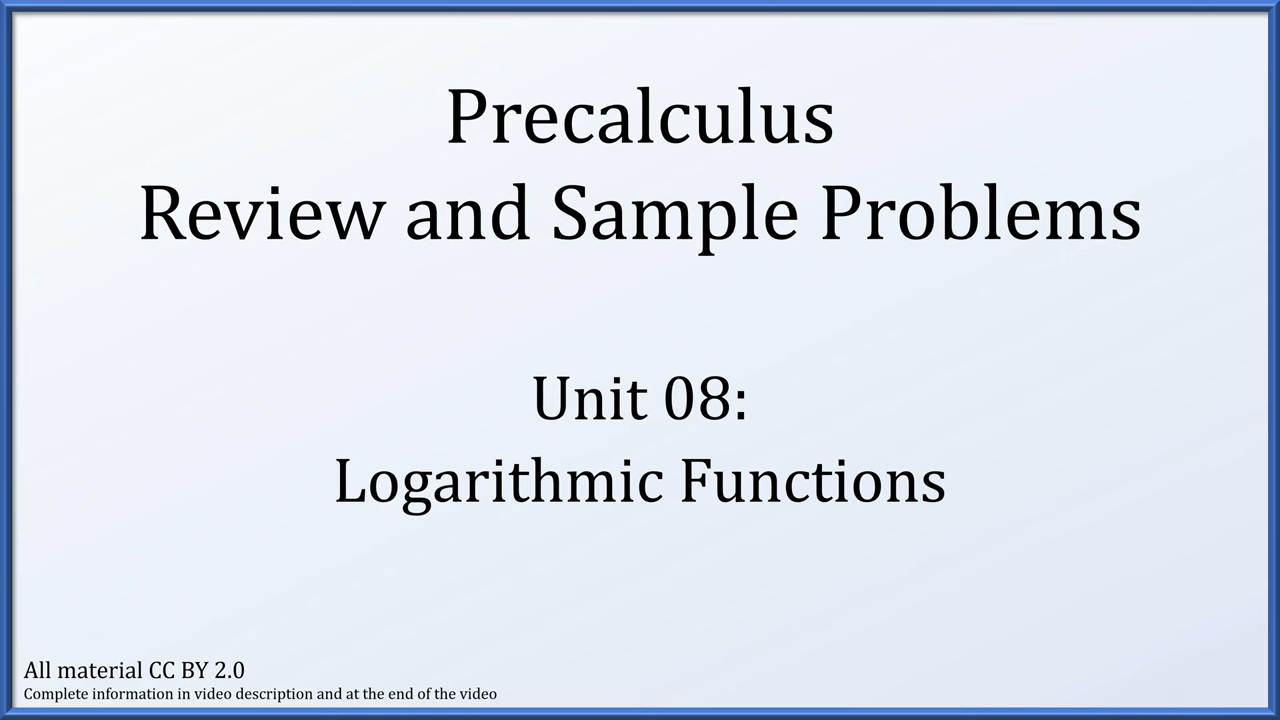 Precalculus
Review and Sample Problems
Unit 08:
Logarithmic Functions
All material CC BY 2.0
Complete information in video description and at the end of the video